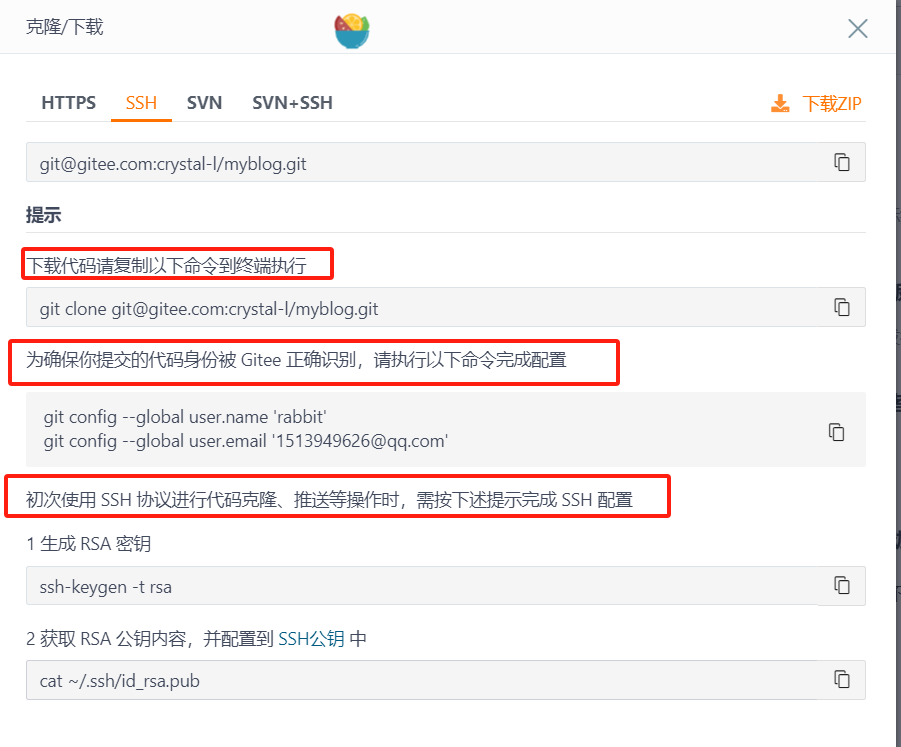 克隆/下载
HTTPS SSH SVN SVN+SSH 下载ZIP
git@gitee.com:crystal-l/myblog.git
提示
下载代码请复制以下命令到终端执行
git clone git@gitee.com:crystal-l/myblog.git
为确保你提交的代码身份被 Gitee 正确识别，请执行以下命令完成配置
git config --global user.name 'rabbit'
git config --global user.email '1513949626@qq.com'
初次使用 SSH 协议进行代码克隆、推送等操作时，需按下述提示完成 SSH 配置
1 生成 RSA 密钥
ssh-keygen -t rsa
2 获取 RSA 公钥内容，并配置到 SSH公钥 中
cat ~/.ssh/id_rsa.pub